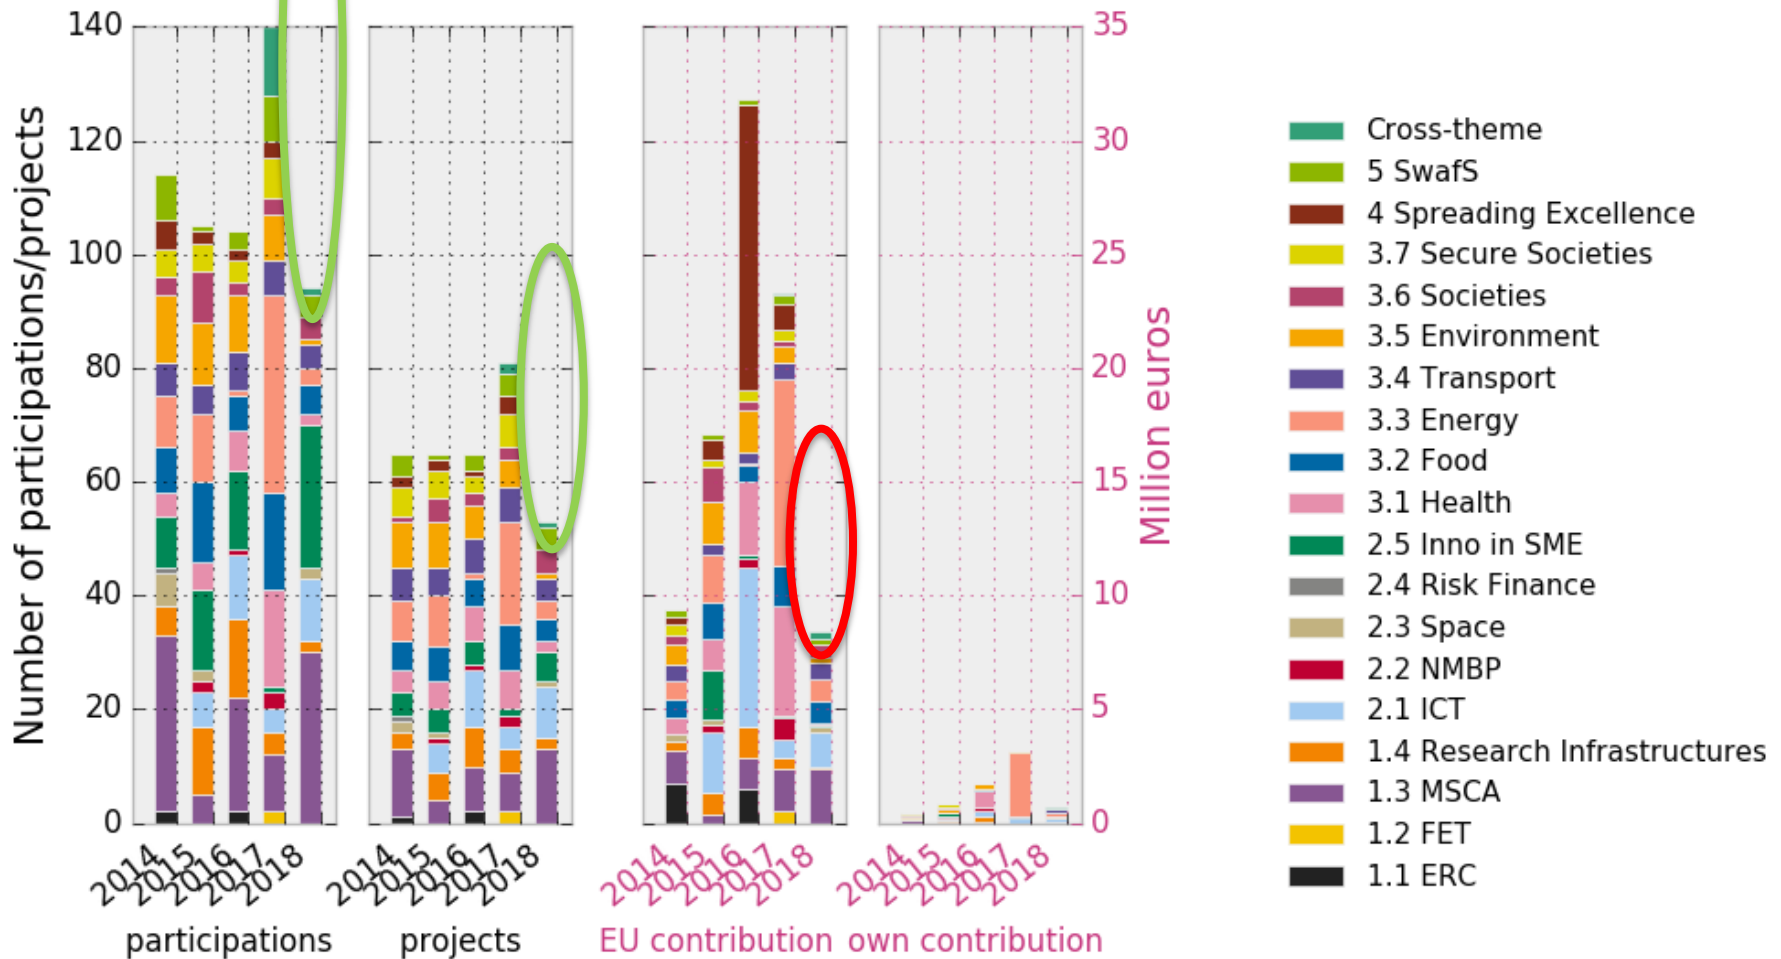 Number of participations/projects
140
120
100
80
60
40
20
0
2014
2015
2016
2017
2018
participations
2014
2015
2016
2017
2018
projects
2014
2015
2016
2017
2018
EU contribution
2014
2015
2016
2017
2018
own contribution
35
30
25
20
15
10
5
0
Million euros
Cross-theme
5 SwafS
4 Spreading Excellence
3.7 Secure Societies
3.6 Societies
3.5 Environment
3.4 Transport
3.3 Energy
3.2 Food
3.1 Health
2.5 Inno in SME
2.4 Risk Finance
2.3 Space
2.2 NMBP
2.1 ICT
1.4 Research Infrastructures
1.3 MSCA
1.2 FET
1.1 ERC